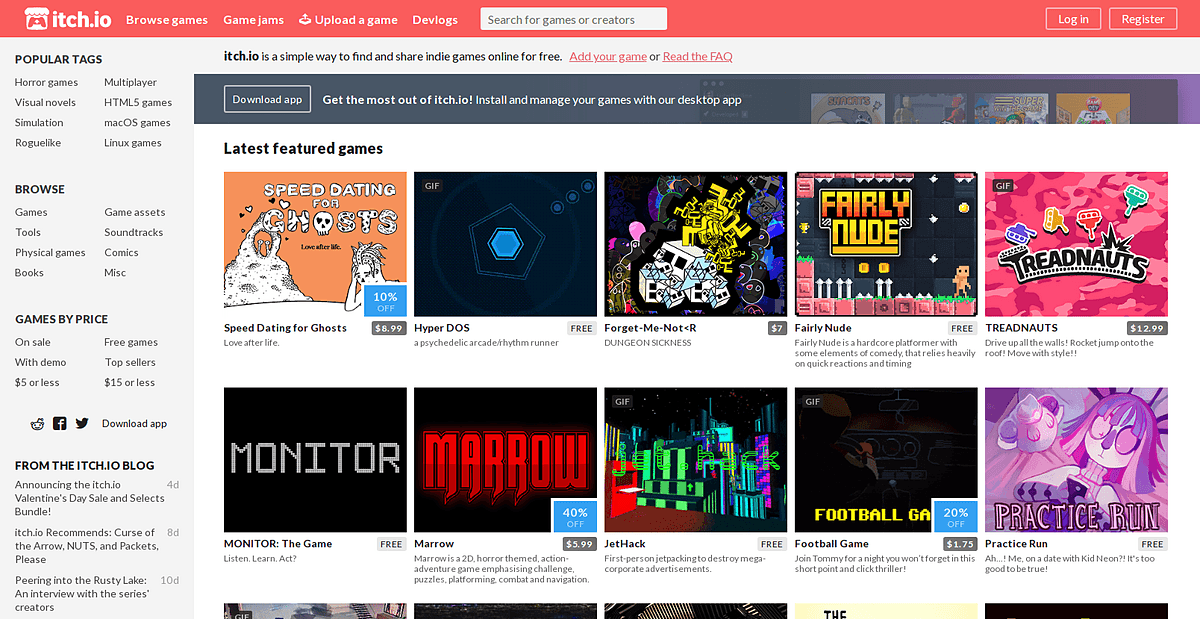 itch.io Browse games Game jams Upload a game Devlogs Search for games or creators Log in Register
itch.io is a simple way to find and share indie games online for free. Add your game or Read the FAQ
Download app Get the most out of itch.io! Install and manage your games with our desktop app
POPULAR TAGS
Horror games Multiplayer
Visual novels HTML5 games
Simulation macOS games
Roguelike Linux games
BROWSE
Games Game assets
Tools Soundtracks
Physical games Comics
Books Misc
GAMES BY PRICE
On sale Free games
With demo Top sellers
$5 or less $15 or less
Download app
FROM THE ITCH.IO BLOG
Announcing the itch.io 4d
Valentine's Day Sale and Selects
Bundle!
itch.io Recommends: Curse of 8d
the Arrow, NUTS, and Packets,
Please
Peering into the Rusty Lake: 10d
An interview with the series'
creators
Latest featured games
SPEED DATING
FOR
GHOSTS
Love after life.
10%
OFF
Speed Dating for Ghosts $8.99
Love after life.
GIF
Hyper DOS FREE
a psychedelic arcade/rhythm runner
Forget-Me-Not<R $7
DUNGEON SICKNESS
FAIRLY
NUDE
Fairly Nude FREE
Fairly Nude is a hardcore platformer with
some elements of comedy, that relies heavily
on quick reactions and timing
GIF
TREADNAUTS
TREADNAUTS $12.99
Drive up all the walls! Rocket jump onto the
roof! Move with style!!
MONITOR
MONITOR: The Game FREE
Listen. Learn. Act?
MARROW
40%
OFF
Marrow $5.99
Marrow is a 2D, horror themed, action-
adventure game emphasising challenge,
puzzles, platforming, combat and navigation.
GIF
jet.hack
JetHack FREE
First-person jetpacking to destroy mega-
corporate advertisements.
GIF
FOOTBALL GA
20%
OFF
Football Game $1.75
Join Tommy for a night you won't forget in this
short point and click thriller!
PRACTICE RUN
Practice Run FREE
Ah...! Me, on a date with Kid Neon?! It's too
good to be true!
GIF
THE